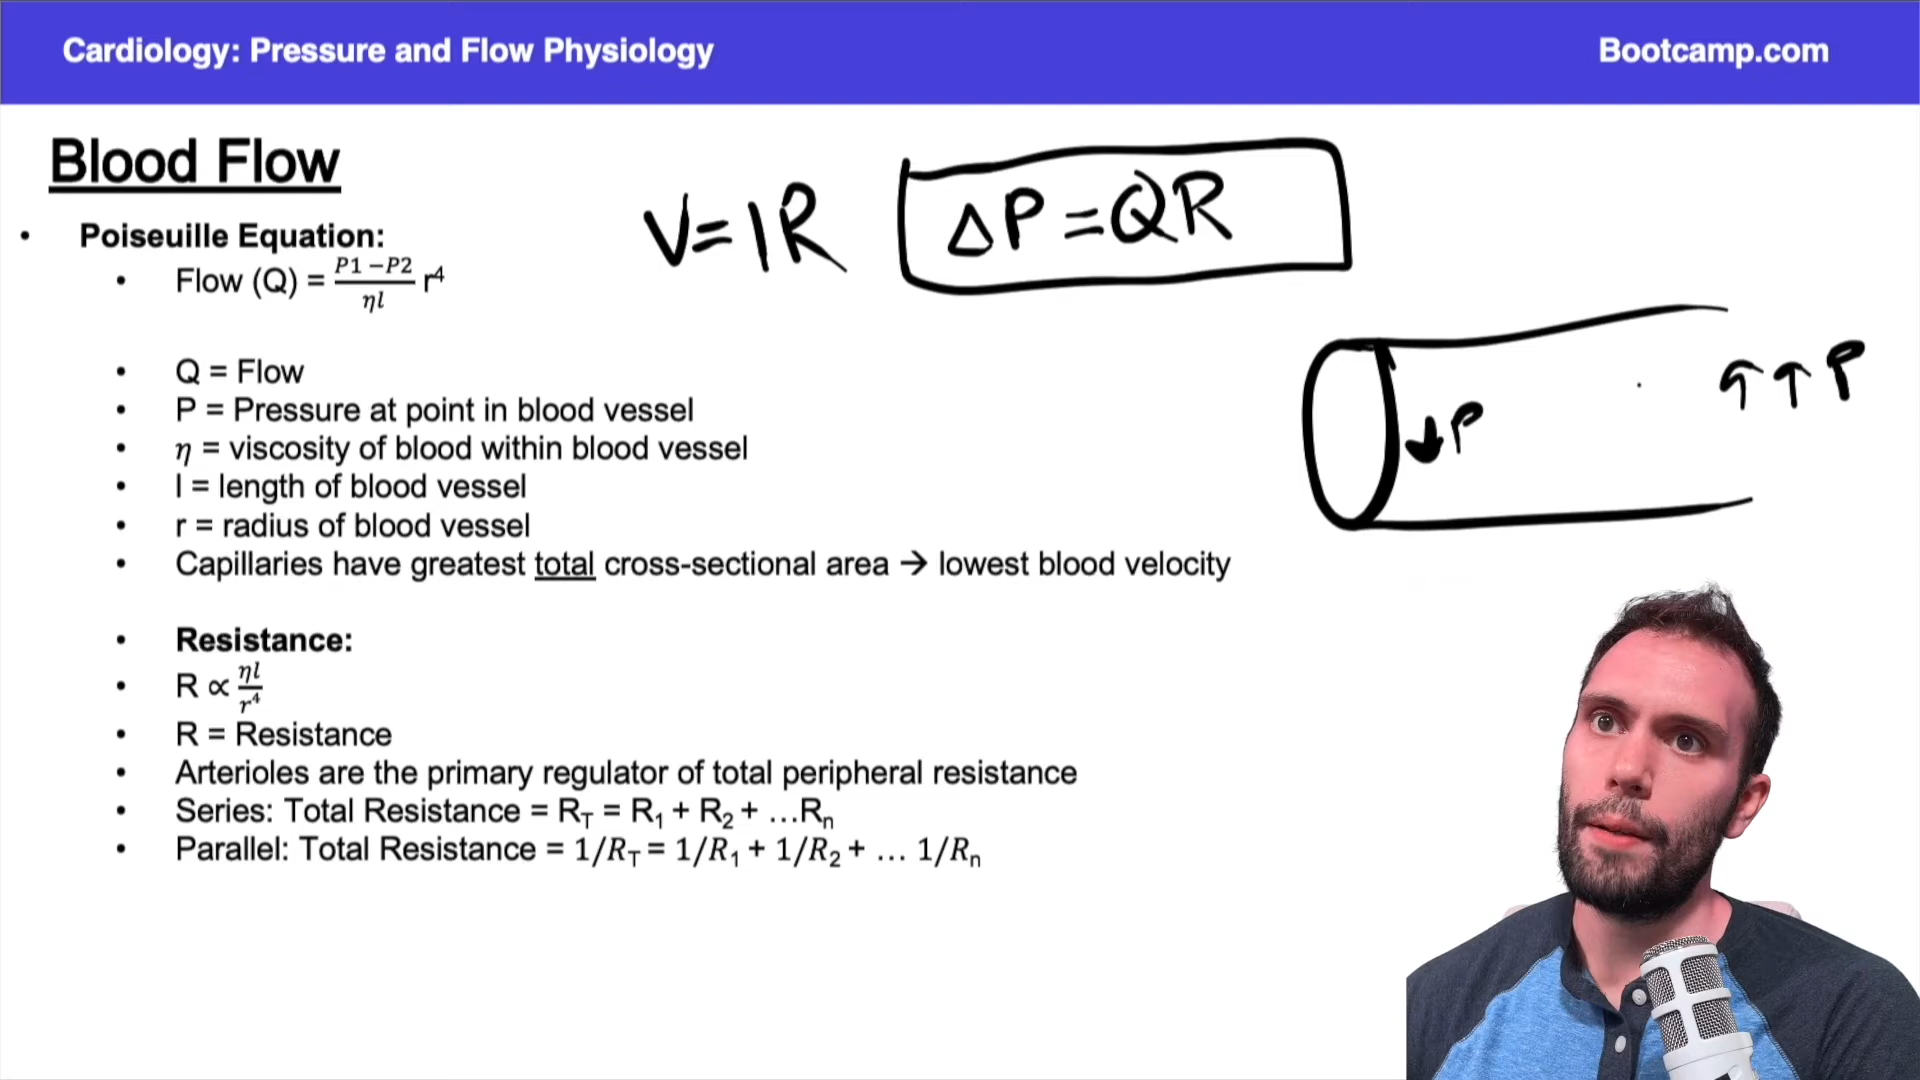 Cardiology: Pressure and Flow Physiology
Bootcamp.com
Blood Flow
V=IR
ΔP=QR
• Poiseuille Equation:
• Flow (Q) = (P1−P2)/(ηl) r⁴
↑↑P
↓P
• Q = Flow
• P = Pressure at point in blood vessel
• η = viscosity of blood within blood vessel
• l = length of blood vessel
• r = radius of blood vessel
• Capillaries have greatest total cross-sectional area → lowest blood velocity
• Resistance:
• R ∝ ηl/r⁴
• R = Resistance
• Arterioles are the primary regulator of total peripheral resistance
• Series: Total Resistance = R_T = R₁ + R₂ + …Rₙ
• Parallel: Total Resistance = 1/R_T = 1/R₁ + 1/R₂ + … 1/Rₙ